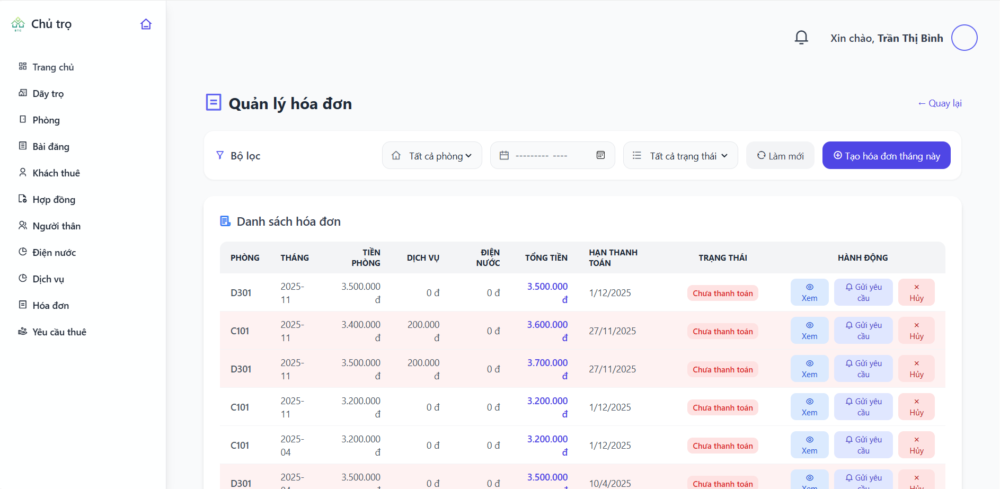 BTC
Chủ trọ
Trang chủ
Dãy trọ
Phòng
Bài đăng
Khách thuê
Hợp đồng
Người thân
Điện nước
Dịch vụ
Hóa đơn
Yêu cầu thuê
Xin chào, Trần Thị Bình
Quản lý hóa đơn
← Quay lại
Bộ lọc
Tất cả phòng
--------- ----
Tất cả trạng thái
Làm mới
Tạo hóa đơn tháng này
Danh sách hóa đơn
PHÒNG THÁNG TIỀN PHÒNG DỊCH VỤ ĐIỆN NƯỚC TỔNG TIỀN HẠN THANH TOÁN TRẠNG THÁI HÀNH ĐỘNG
D301 2025-11 3.500.000 đ 0 đ 0 đ 3.500.000 đ 1/12/2025 Chưa thanh toán Xem Gửi yêu cầu × Hủy
C101 2025-11 3.400.000 đ 200.000 đ 0 đ 3.600.000 đ 27/11/2025 Chưa thanh toán Xem Gửi yêu cầu × Hủy
D301 2025-11 3.500.000 đ 200.000 đ 0 đ 3.700.000 đ 27/11/2025 Chưa thanh toán Xem Gửi yêu cầu × Hủy
C101 2025-11 3.200.000 đ 0 đ 0 đ 3.200.000 đ 1/12/2025 Chưa thanh toán Xem Gửi yêu cầu × Hủy
C101 2025-04 3.200.000 đ 0 đ 0 đ 3.200.000 đ 1/12/2025 Chưa thanh toán Xem Gửi yêu cầu × Hủy
D301 2025-04 3.500.000 0 đ 0 đ 3.500.000 10/4/2025 Chưa thanh toán Xem Gửi yêu cầu × Hủy